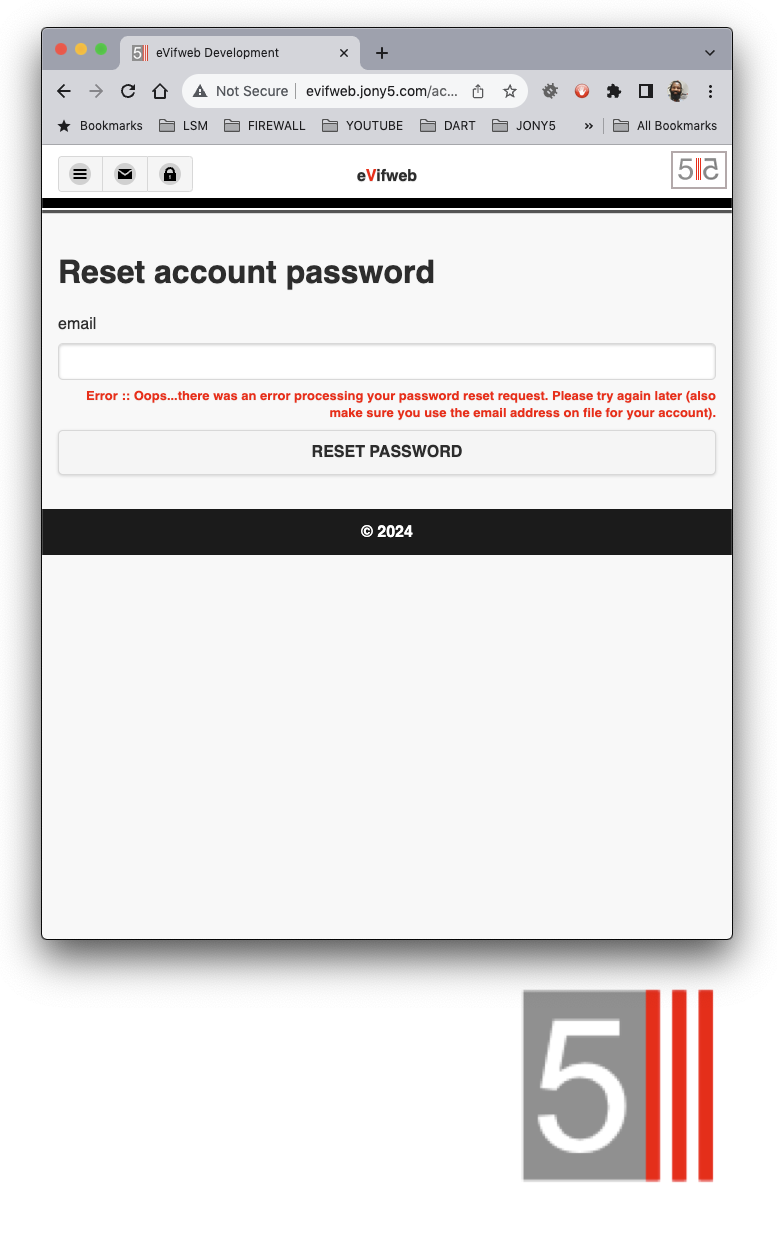 5 eVifweb Development
Not Secure evifweb.jony5.com/ac...
Bookmarks LSM FIREWALL YOUTUBE DART JONY5 » All Bookmarks
eVifweb
5
Reset account password
email
Error :: Oops...there was an error processing your password reset request. Please try again later (also
make sure you use the email address on file for your account).
RESET PASSWORD
© 2024
5